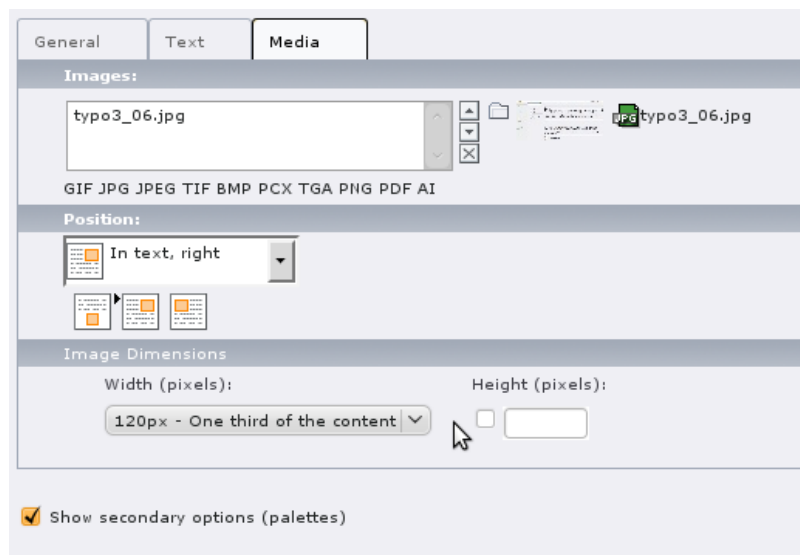 General Text Media
Images:
typo3_06.jpg
JPG typo3_06.jpg
GIF JPG JPEG TIF BMP PCX TGA PNG PDF AI
Position:
In text, right
Image Dimensions
Width (pixels): Height (pixels):
120px - One third of the content
Show secondary options (palettes)